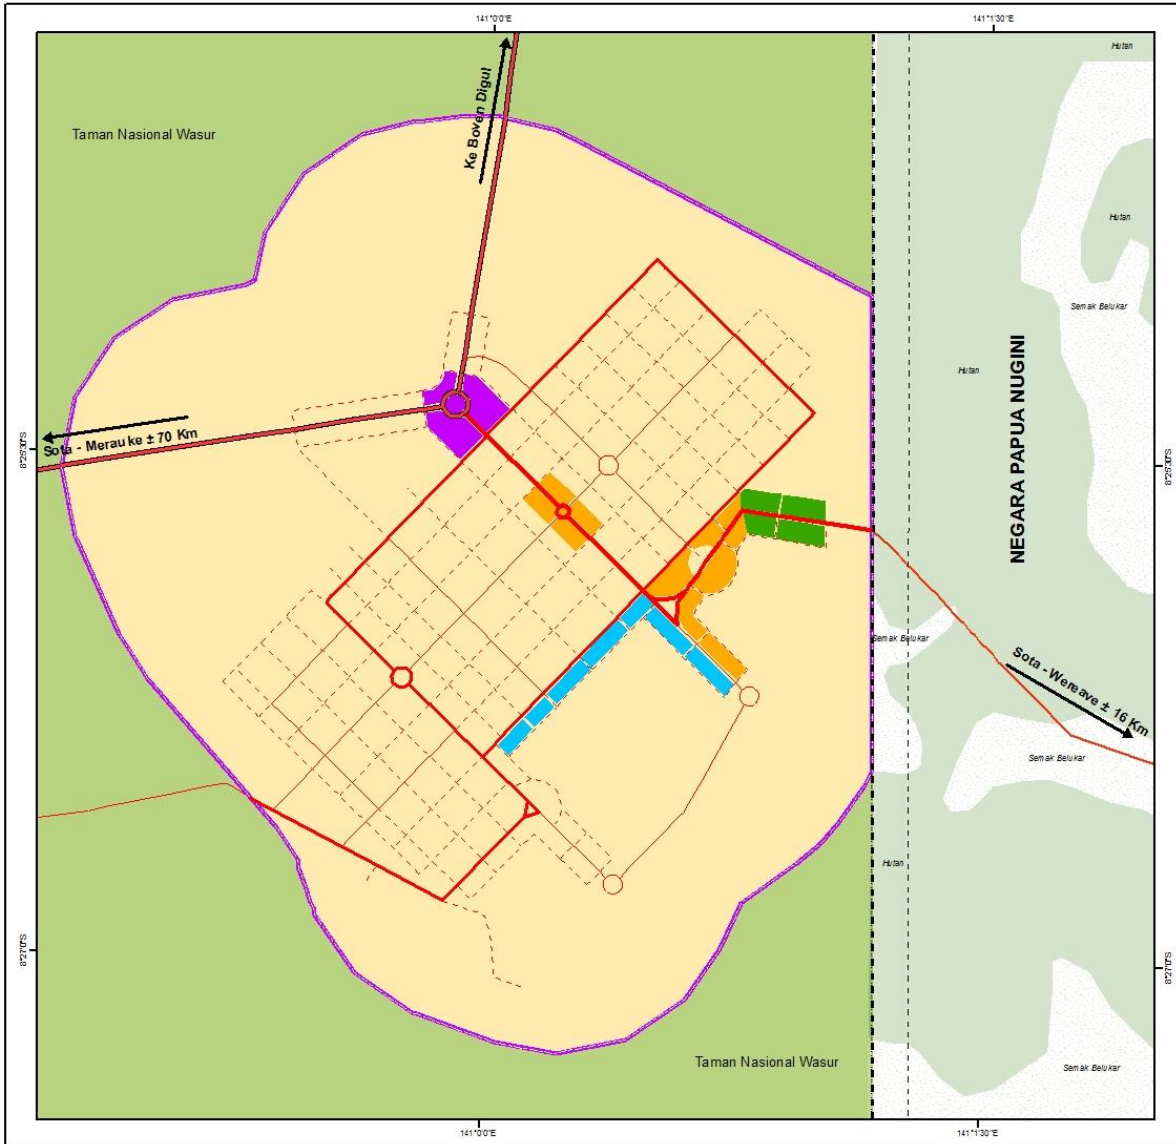 141°0'0"E
141°1'30"E
Hutan
Taman Nasional Wasur
Ke Boven Digul
Hutan
Semak Belukar
NEGARA PAPUA NUGINI
Hutan
Sota - Merauke ± 70 Km
8°26'30"S
8°26'30"S
Semak Belukar
Sota - Wereave ± 16 Km
Semak Belukar
Hutan
8°27'0"S
8°27'0"S
Taman Nasional Wasur
Semak Belukar
141°0'0"E
141°1'30"E